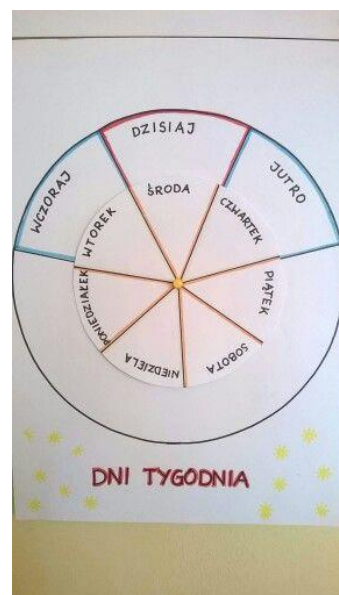 WCZORAJ
DZISIAJ
JUTRO
PONIEDZIAŁEK
WTOREK
ŚRODA
CZWARTEK
PIĄTEK
SOBOTA
NIEDZIELA
DNI TYGODNIA